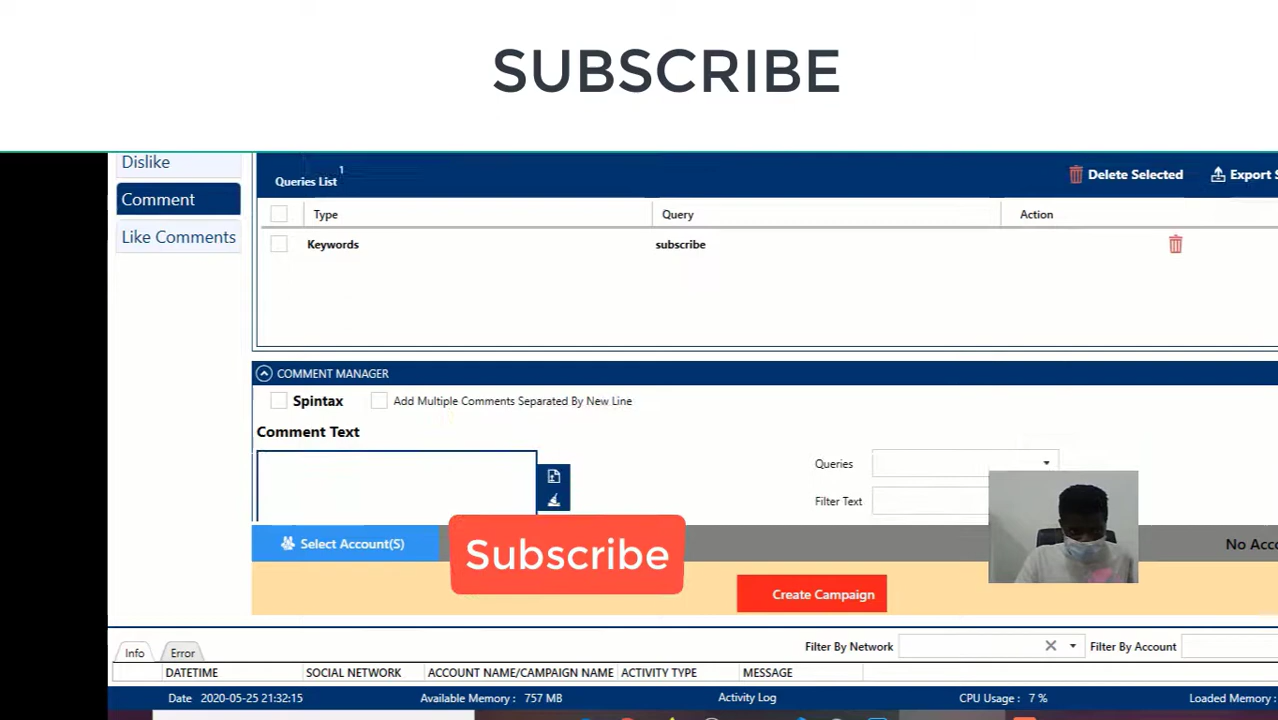 SUBSCRIBE
Dislike
Comment
Like Comments
Queries List 1
Delete Selected
Export S
Type Query Action
Keywords subscribe
COMMENT MANAGER
Spintax Add Multiple Comments Separated By New Line
Comment Text
Queries
Filter Text
Select Account(S)
No Acco
Subscribe
Create Campaign
Info Error
Filter By Network Filter By Account
DATETIME SOCIAL NETWORK ACCOUNT NAME/CAMPAIGN NAME ACTIVITY TYPE MESSAGE
Date 2020-05-25 21:32:15 Available Memory : 757 MB Activity Log CPU Usage : 7 % Loaded Memory :